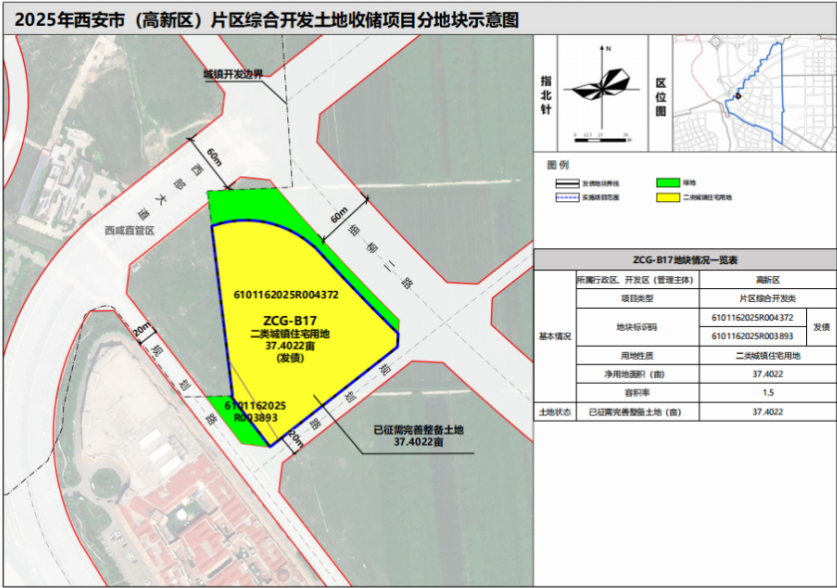 2025年西安市（高新区）片区综合开发土地收储项目分地块示意图
城镇开发边界
60m
西部大道
西咸直管区
60m
临柳二路
6101162025R004372
ZCG-B17
二类城镇住宅用地
37.4022亩
(发债)
20m
规划路
6101162025
R003893
20m
规划路
已征需完善整备土地
37.4022亩
指北针
N
区位图
图 例
发债地块界线
绿地
实施项目范围
二类城镇住宅用地
ZCG-B17地块情况一览表
基本情况
所属行政区、开发区（管理主体）
高新区
项目类型
片区综合开发类
地块标识码
6101162025R004372
发债
6101162025R003893
用地性质
二类城镇住宅用地
净用地面积（亩）
37.4022
容积率
1.5
土地状态
已征需完善整备土地（亩）
37.4022